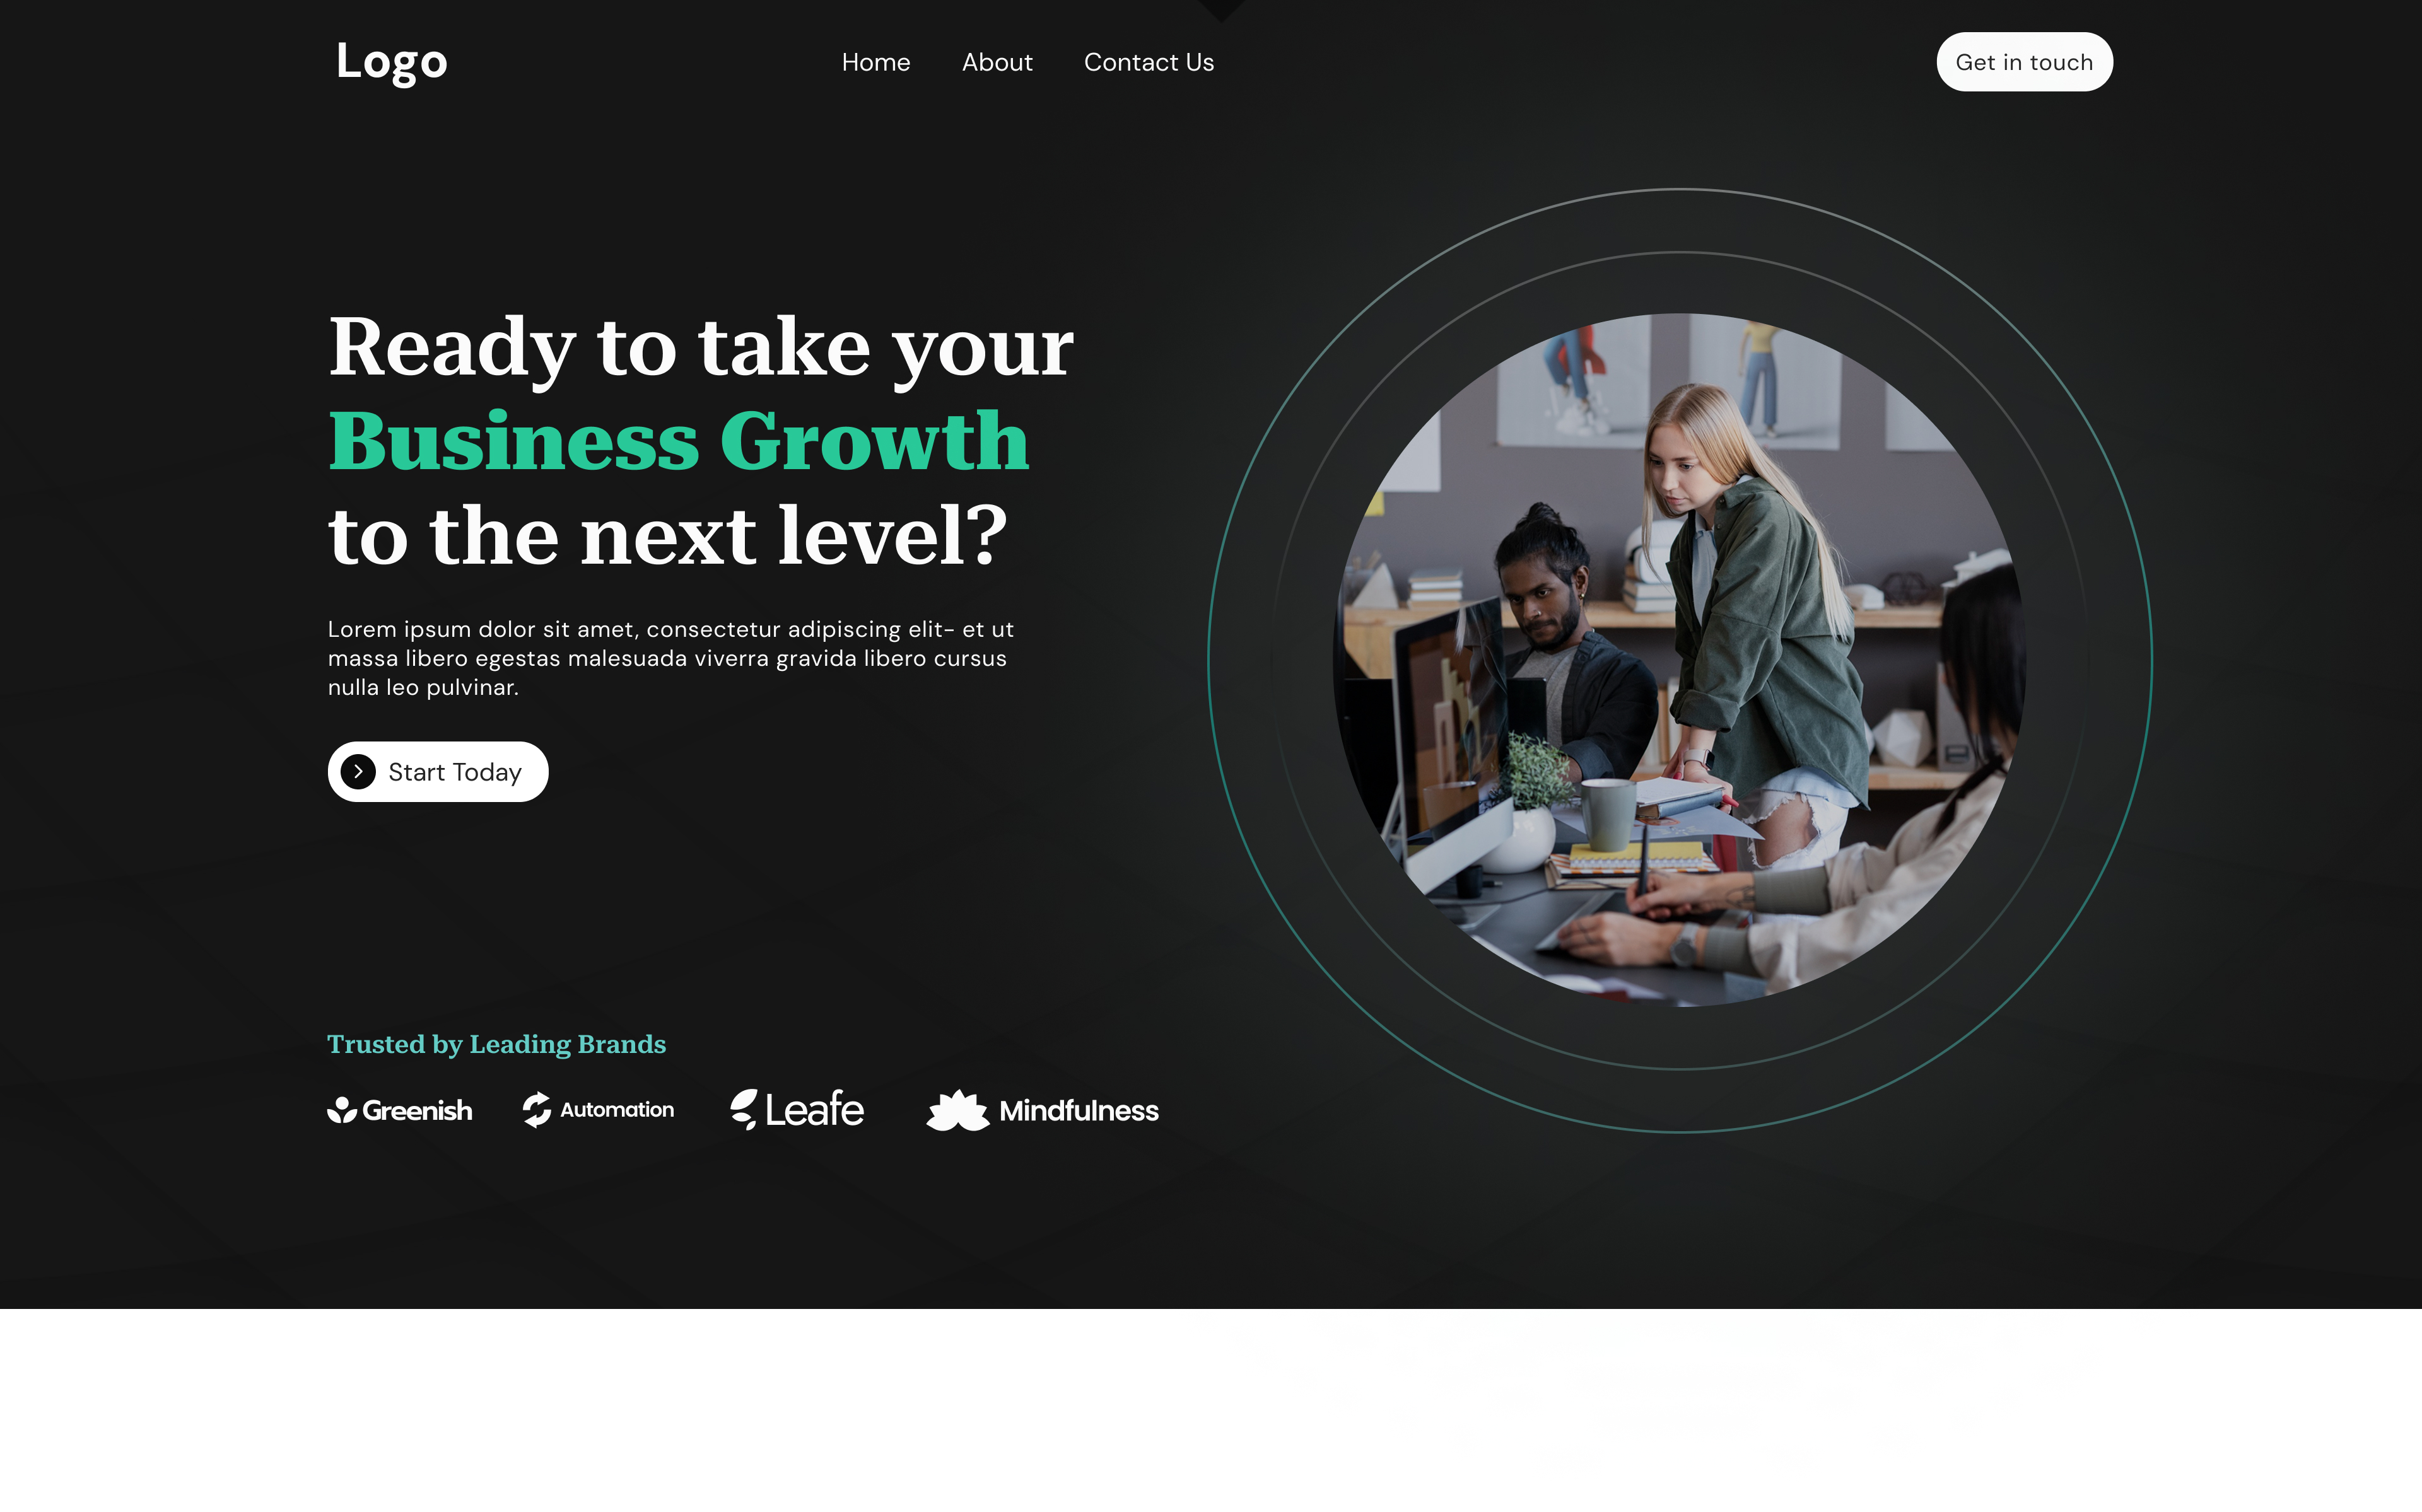 Logo
Home
About
Contact Us
Get in touch
Ready to take your
Business Growth
to the next level?
Lorem ipsum dolor sit amet, consectetur adipiscing elit- et ut
massa libero egestas malesuada viverra gravida libero cursus
nulla leo pulvinar.
Start Today
Trusted by Leading Brands
Greenish
Automation
Leafe
Mindfulness